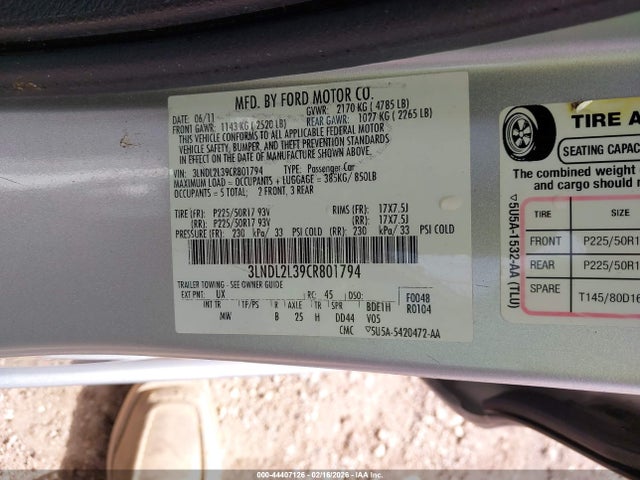 MFD. BY FORD MOTOR CO.
DATE: 06/11 GVWR: 2170 KG ( 4785 LB)
FRONT GAWR: 1143 KG ( 2520 LB) REAR GAWR: 1077 KG ( 2265 LB)
THIS VEHICLE CONFORMS TO ALL APPLICABLE FEDERAL MOTOR
VEHICLE SAFETY, BUMPER, AND THEFT PREVENTION STANDARDS
IN EFFECT ON THE DATE OF MANUFACTURE SHOWN ABOVE.
VIN: 3LNDL2L39CR801794 TYPE: Passenger Car
MAXIMUM LOAD = OCCUPANTS + LUGGAGE = 385KG/ 850LB
OCCUPANTS = 5 TOTAL; 2 FRONT, 3 REAR
TIRE (FR): P225/50R17 93V RIMS (FR): 17X7.5J
(RR): P225/50R17 93V (RR): 17X7.5J
PRESSURE (FR): 230 kPa/ 33 PSI COLD (RR): 230 kPa/ 33 PSI COLD
3LNDL2L39CR801794
TRAILER TOWING - SEE OWNER GUIDE
EXT PNT: UX RC: 45 DSO: F0048
INT TR TP/PS R AXLE TR SPR BDE1H R0104
MW B 25 H DD44 V05
CMC ▽5U5A-5420472-AA
TIRE A
SEATING CAPACITY
The combined weight
and cargo should
▽5U5A-1532-AA (TLU)
TIRE SIZE
FRONT P225/50R1
REAR P225/50R1
SPARE T145/80D16
000-44407126 - 02/16/2026 - COPYRIGHT © IAA, LLC